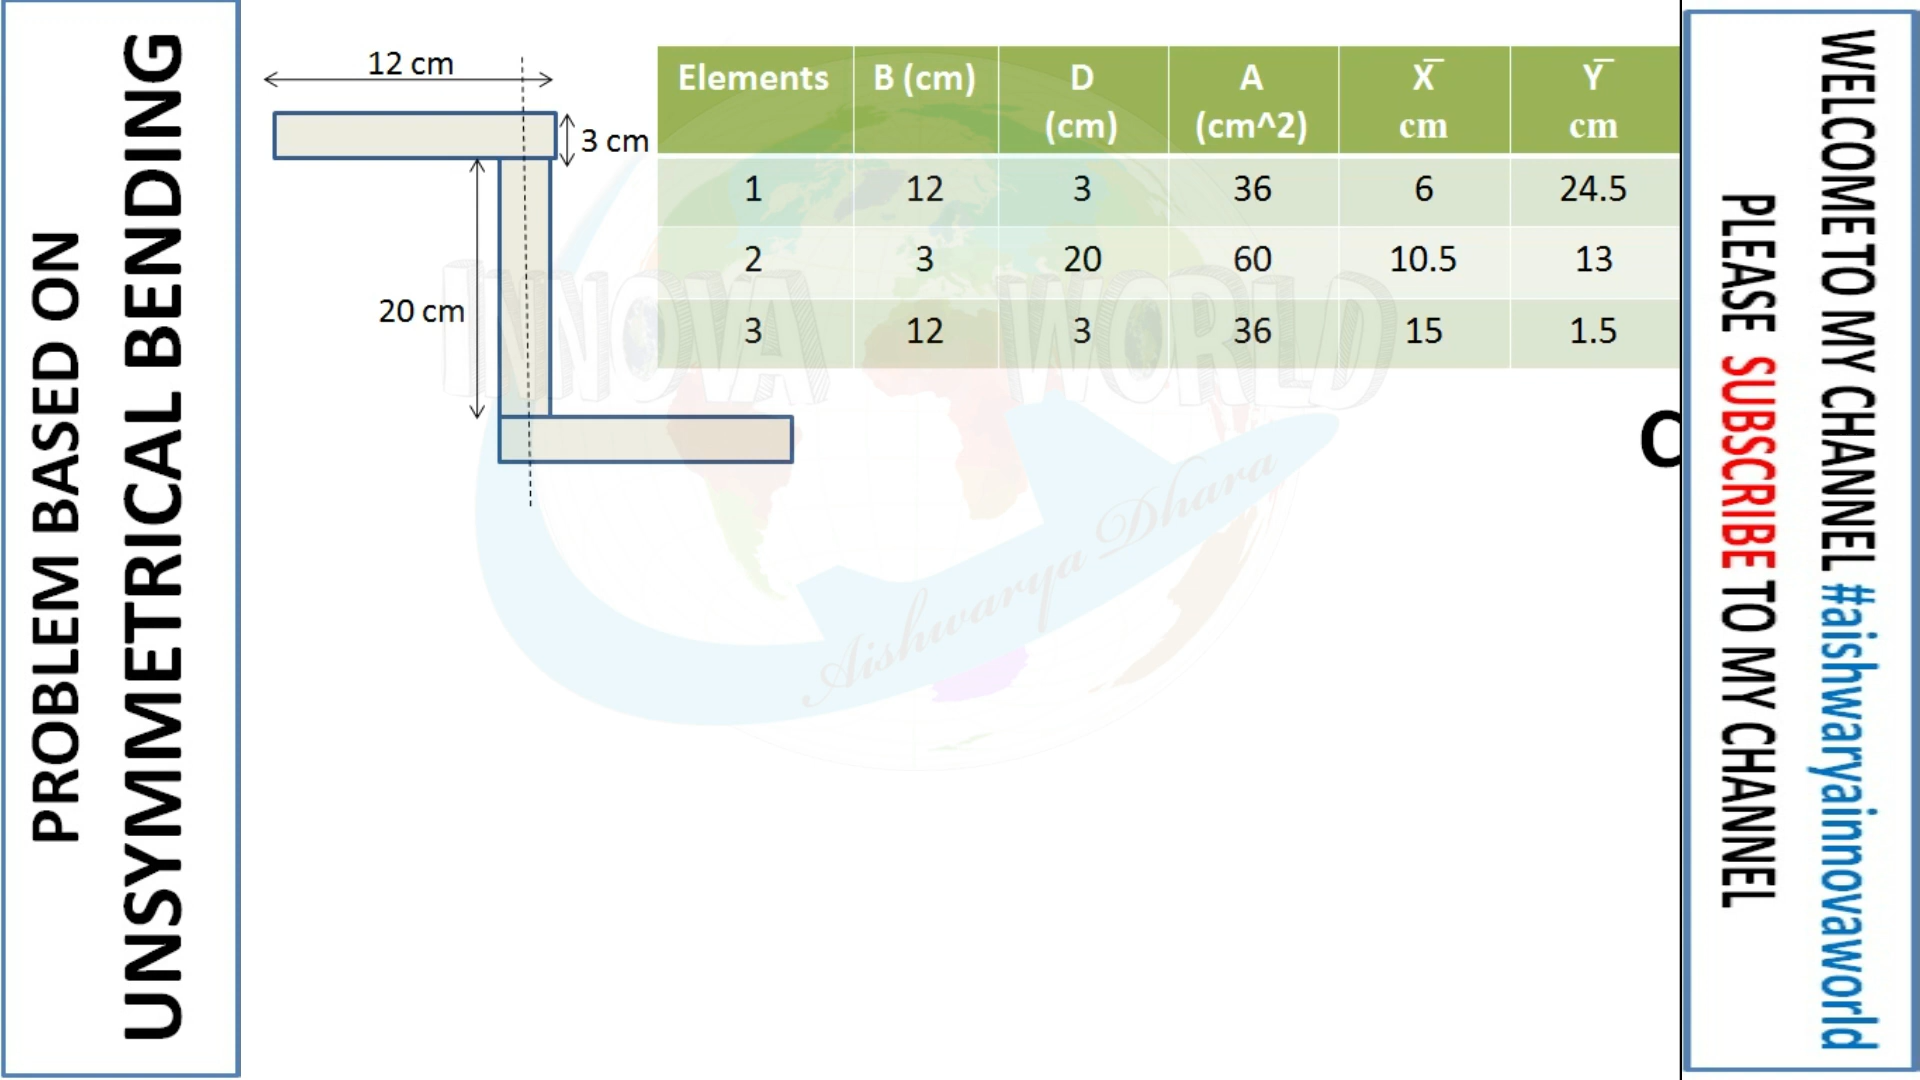 PROBLEM BASED ON
UNSYMMETRICAL BENDING
12 cm
3 cm
20 cm
Elements B (cm) D (cm) A (cm^2) X̅ cm Y̅ cm
1 12 3 36 6 24.5
2 3 20 60 10.5 13
3 12 3 36 15 1.5
INNOVA WORLD
Aishwarya Dhara
C
WELCOME TO MY CHANNEL #aishwaryainnovaworld
PLEASE SUBSCRIBE TO MY CHANNEL